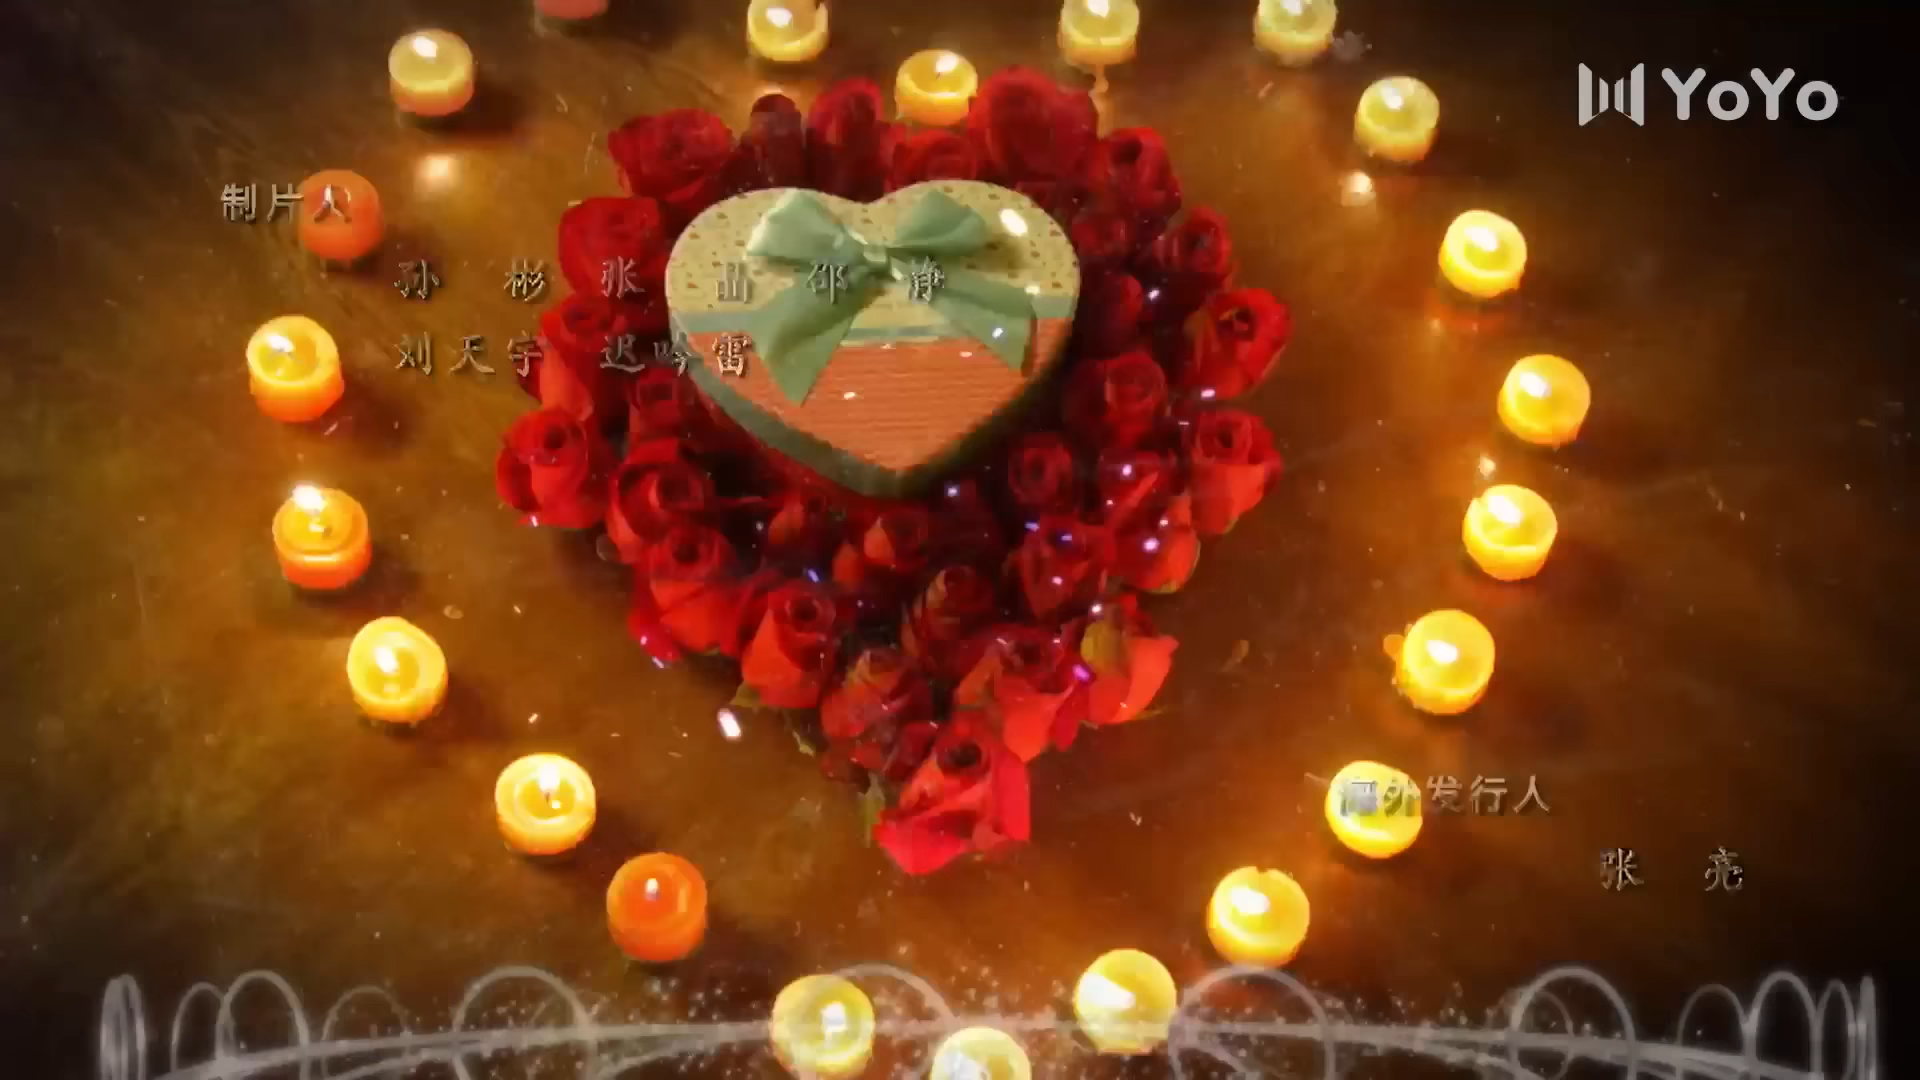 YoYo
制片人
孙 彬 张 晶 邵 静
刘天宇 迟吟雷
海外发行人
张 亮